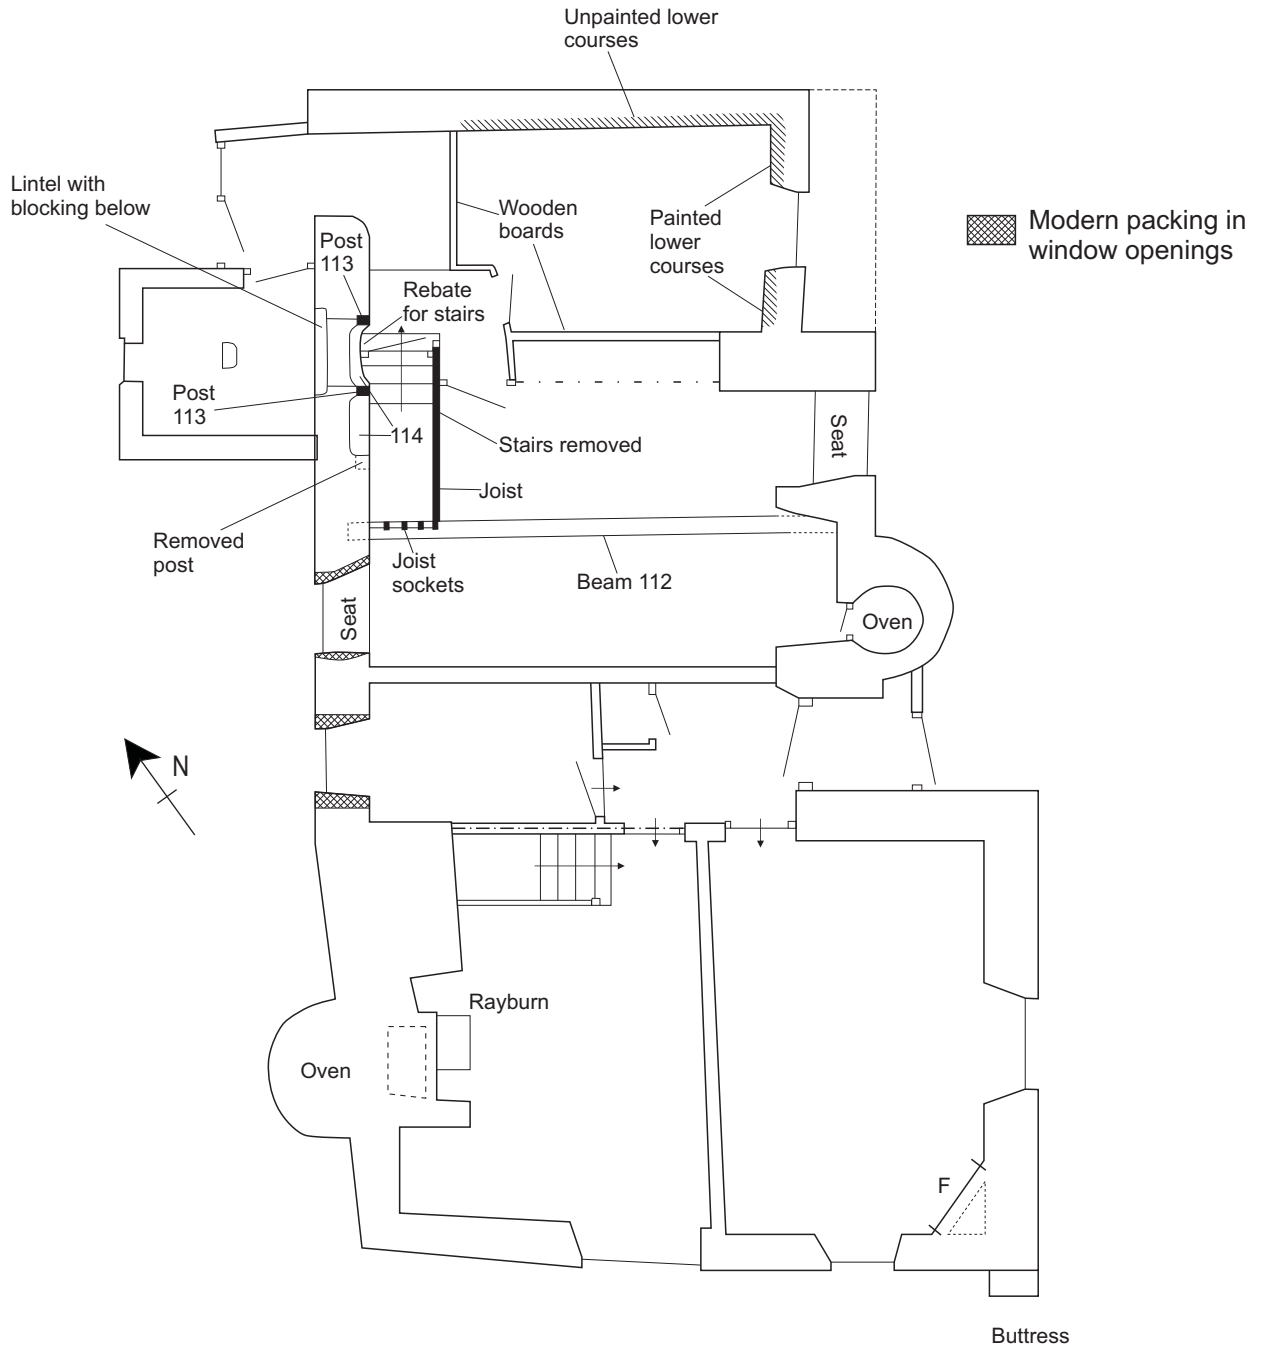 Unpainted lower
courses
Lintel with
blocking below
Wooden
boards
Painted
lower
courses
Modern packing in
window openings
Post
113
Rebate
for stairs
Post
113
114
Stairs removed
Seat
Joist
Removed
post
Joist
sockets
Beam 112
Seat
Oven
N
Rayburn
Oven
F
Buttress